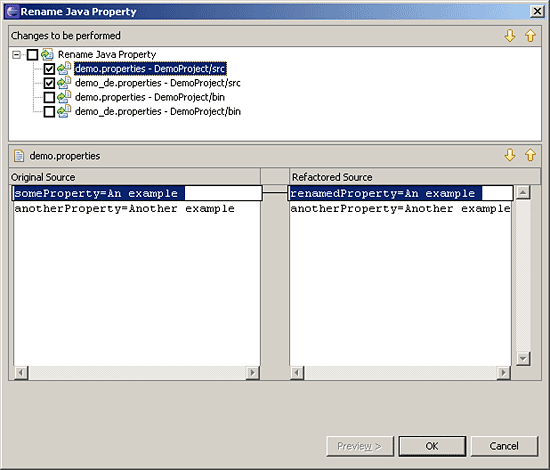 Rename Java Property
Changes to be performed
Rename Java Property
demo.properties - DemoProject/src
demo_de.properties - DemoProject/src
demo.properties - DemoProject/bin
demo_de.properties - DemoProject/bin
demo.properties
Original Source
Refactored Source
someProperty=An example
renamedProperty=An example
anotherProperty=Another example
anotherProperty=Another example
Preview >
OK
Cancel